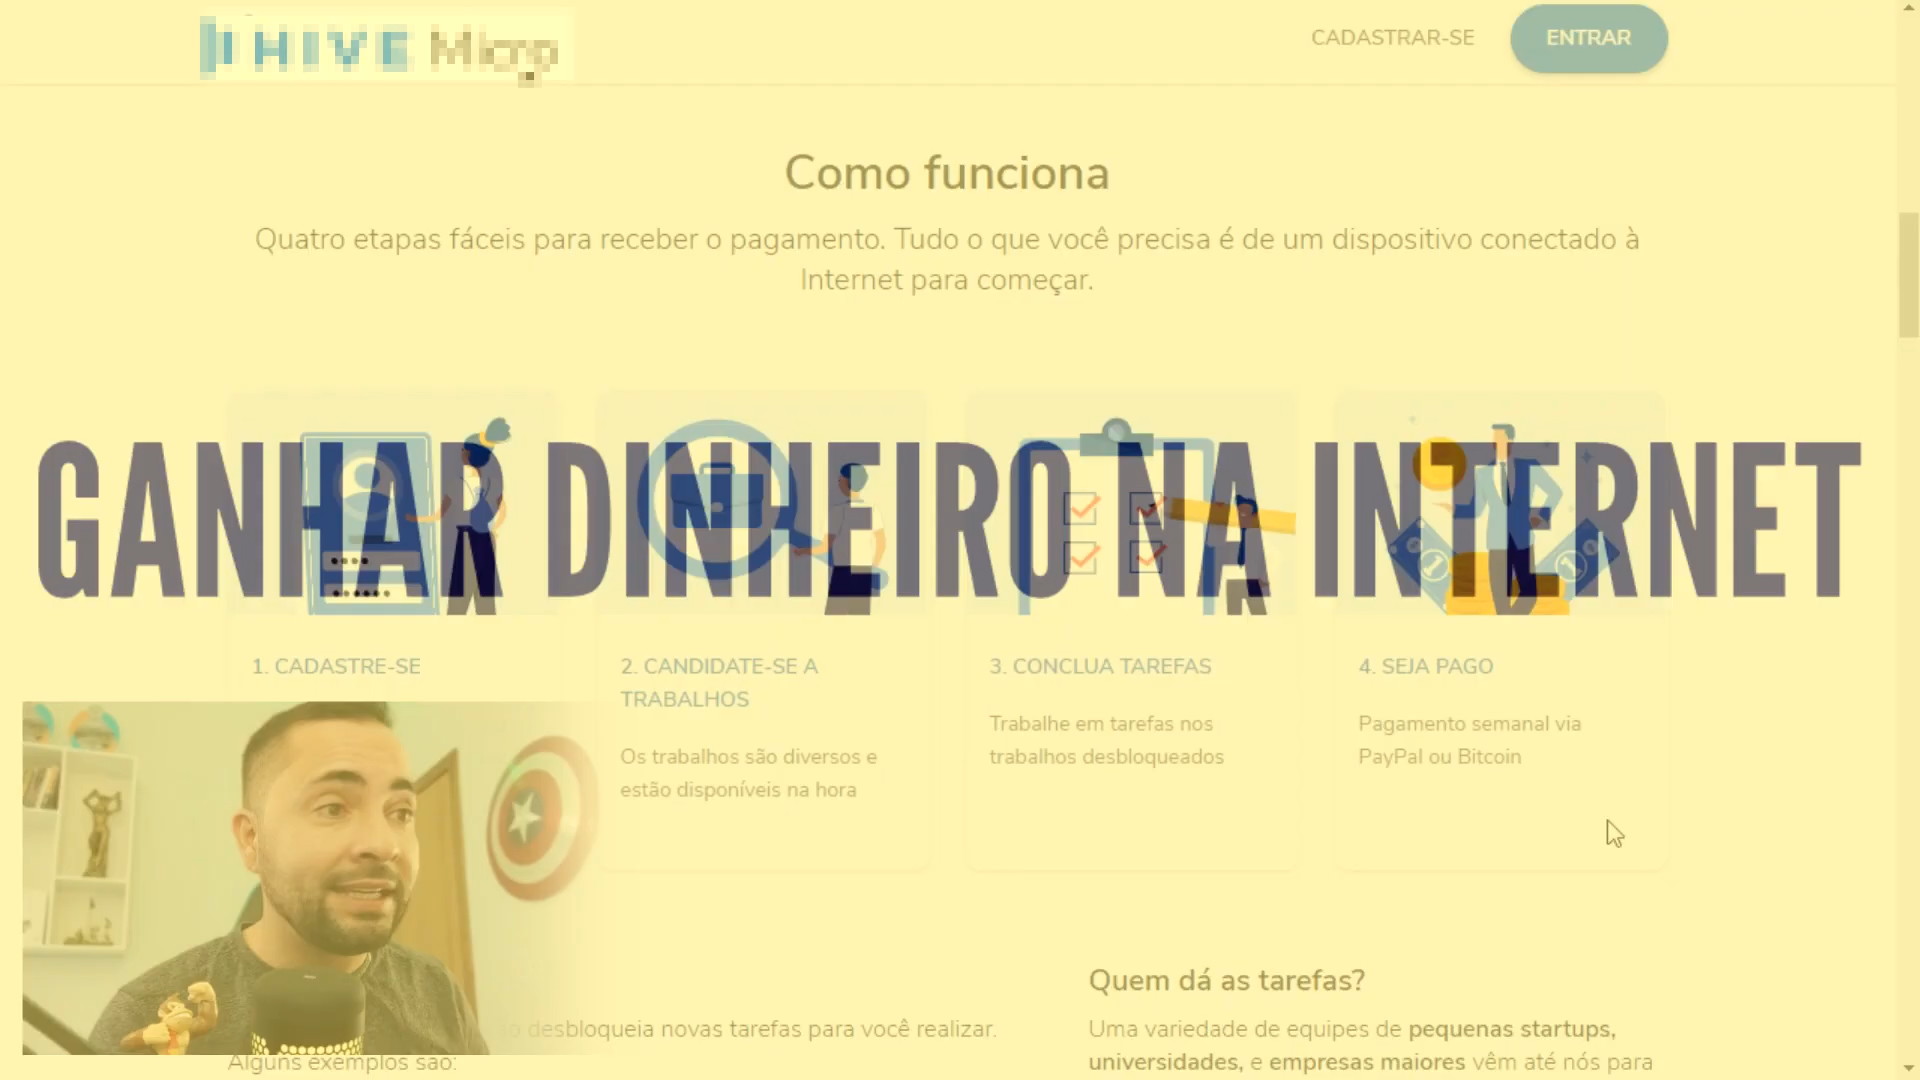 HIVE Micro
CADASTRAR-SE
ENTRAR
Como funciona
Quatro etapas fáceis para receber o pagamento. Tudo o que você precisa é de um dispositivo conectado à
Internet para começar.
GANHAR DINHEIRO NA INTERNET
1. CADASTRE-SE
2. CANDIDATE-SE A
TRABALHOS
Os trabalhos são diversos e
estão disponíveis na hora
3. CONCLUA TAREFAS
Trabalhe em tarefas nos
trabalhos desbloqueados
4. SEJA PAGO
Pagamento semanal via
PayPal ou Bitcoin
desbloqueia novas tarefas para você realizar.
Alguns exemplos são:
Quem dá as tarefas?
Uma variedade de equipes de pequenas startups,
universidades, e empresas maiores vêm até nós para